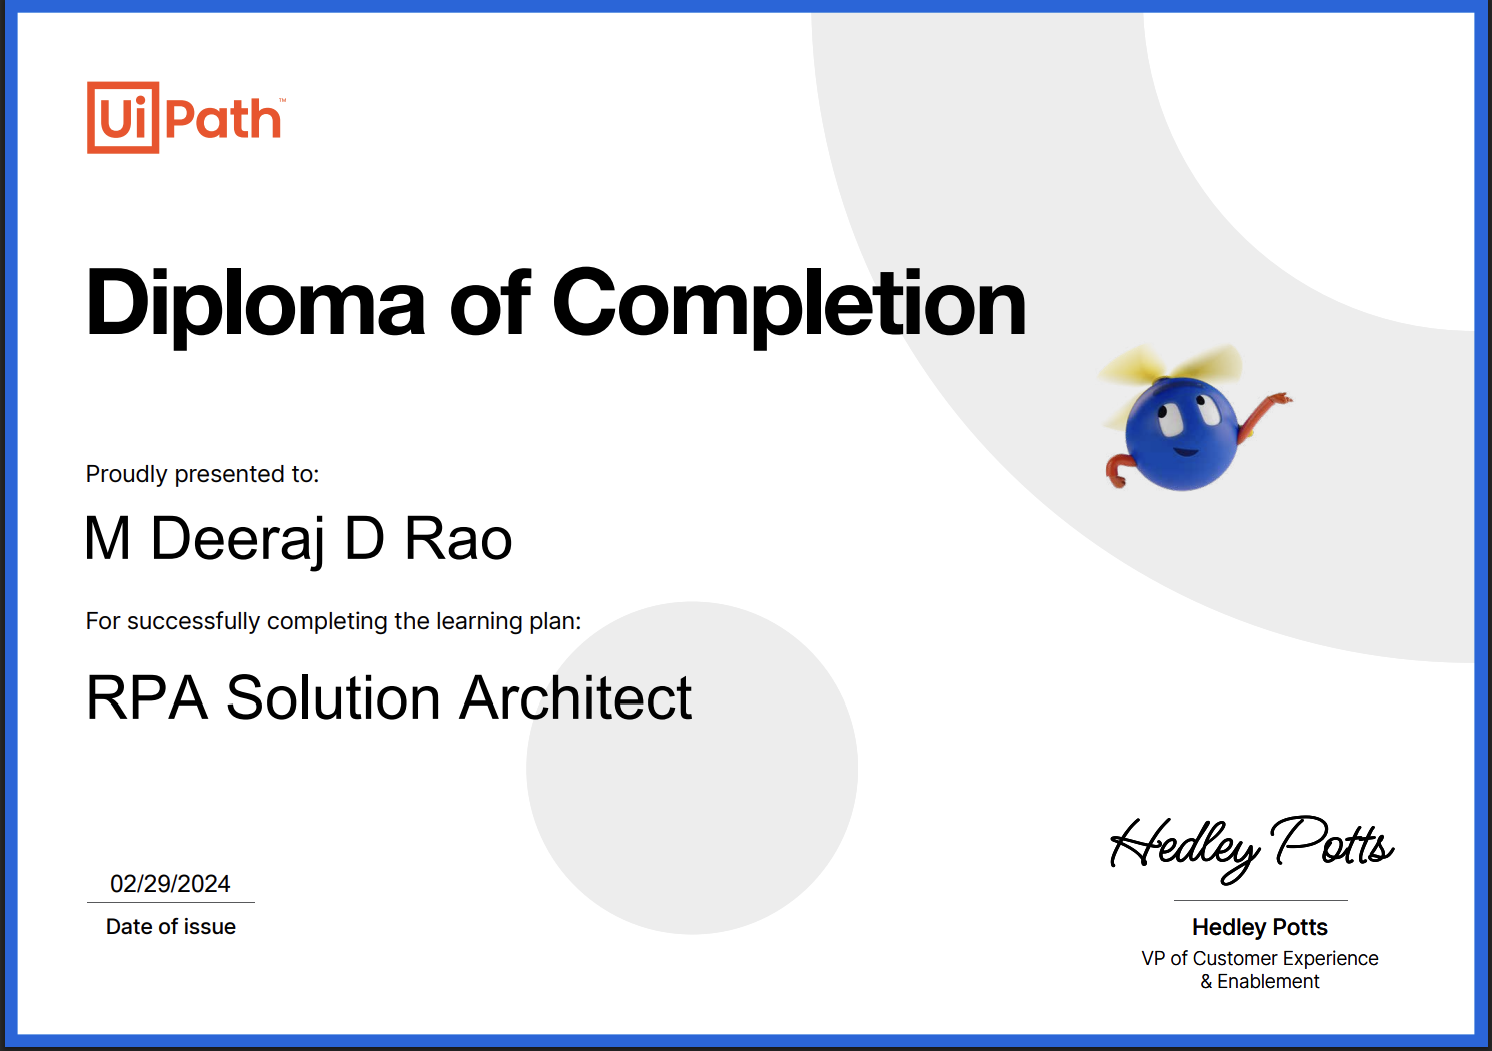 UiPath™
Diploma of Completion
Proudly presented to:
M Deeraj D Rao
For successfully completing the learning plan:
RPA Solution Architect
02/29/2024
Date of issue
Hedley Potts
Hedley Potts
VP of Customer Experience
& Enablement